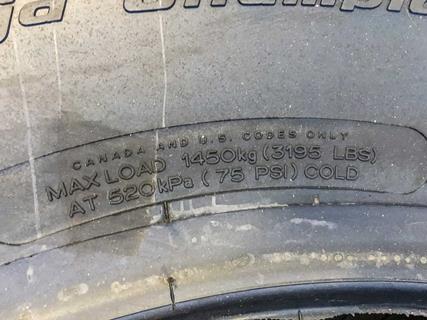 CANADA AND U.S. CODES ONLY
MAX LOAD 1450kg (3195 LBS)
AT 520kPa ( 75 PSI) COLD